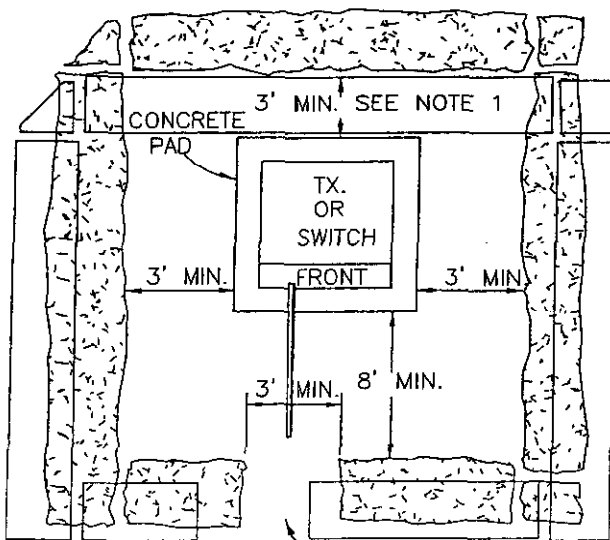 3' MIN. SEE NOTE 1
CONCRETE
PAD
TX.
OR
SWITCH
FRONT
3' MIN.
3' MIN
3' MIN.
8' MIN.